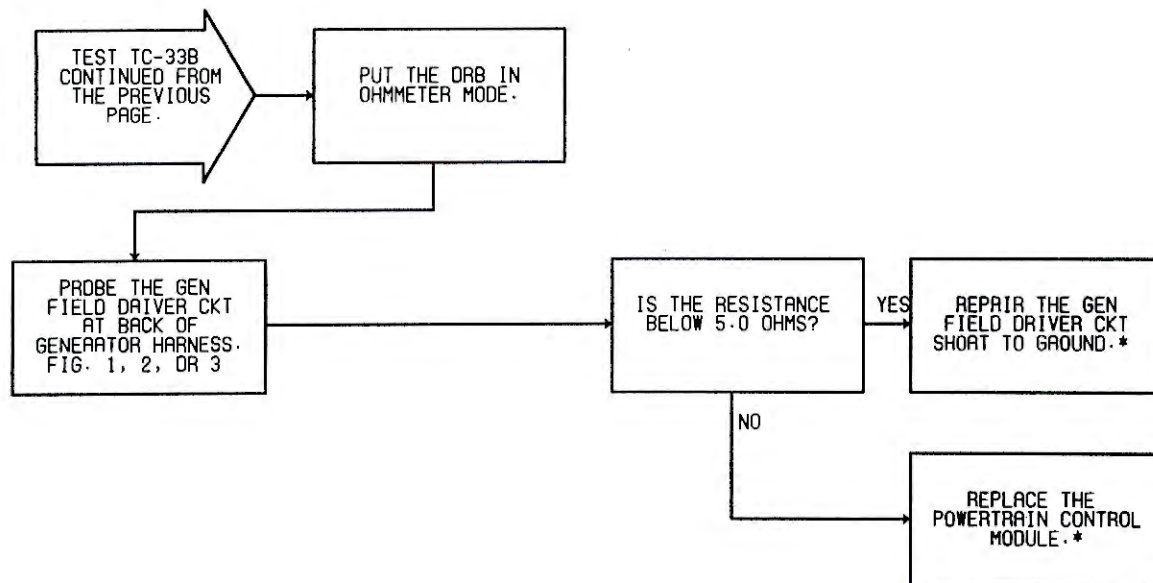 TEST TC-33B
CONTINUED FROM
THE PREVIOUS
PAGE.
PUT THE DRB IN
OHMMETER MODE.
PROBE THE GEN
FIELD DRIVER CKT
AT BACK OF
GENERATOR HARNESS.
FIG. 1, 2, OR 3
IS THE RESISTANCE
BELOW 5.0 OHMS?
YES
REPAIR THE GEN
FIELD DRIVER CKT
SHORT TO GROUND.*
NO
REPLACE THE
POWERTRAIN CONTROL
MODULE.*